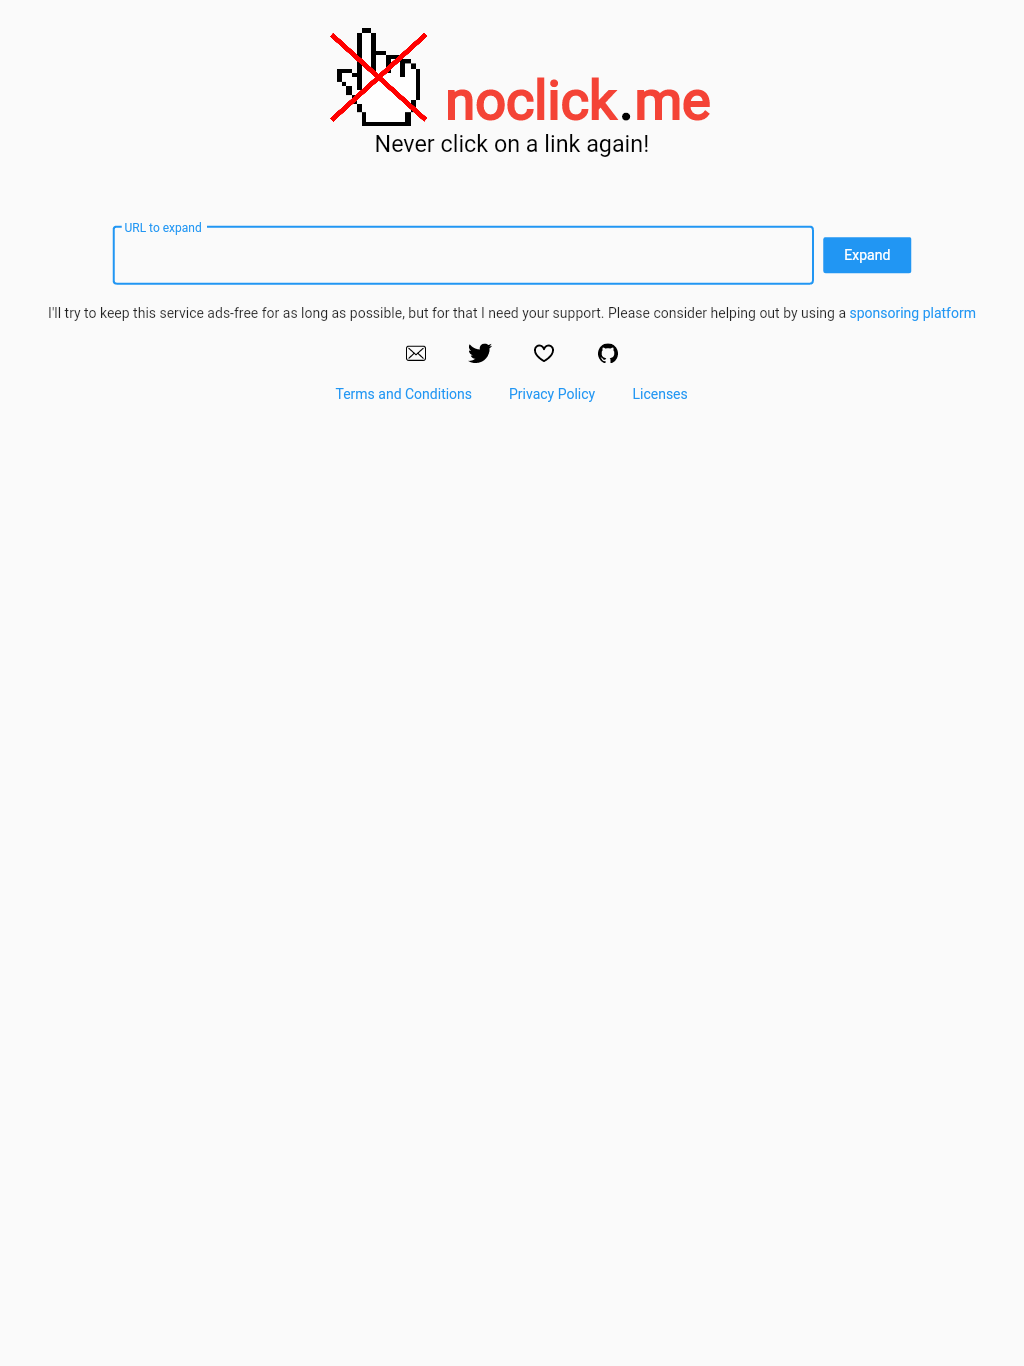 noclick.me
Never click on a link again!
URL to expand
Expand
I'll try to keep this service ads-free for as long as possible, but for that I need your support. Please consider helping out by using a sponsoring platform
Terms and Conditions Privacy Policy Licenses